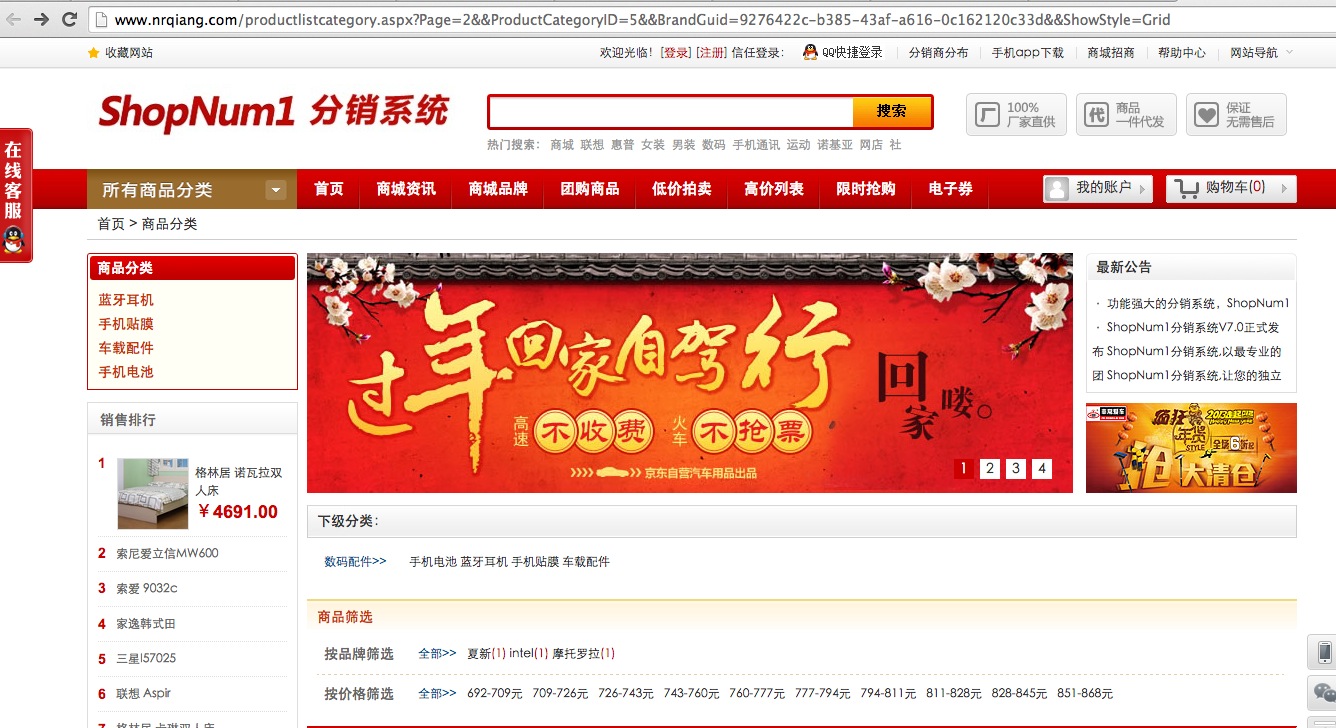 www.nrqiang.com/productlistcategory.aspx?Page=2&&ProductCategoryID=5&&BrandGuid=9276422c-b385-43af-a616-0c162120c33d&&ShowStyle=Grid
收藏网站
欢迎光临! [登录] [注册] 信任登录: QQ快捷登录 分销商分布 手机app下载 商城招商 帮助中心 网站导航
ShopNum1 分销系统
搜索
厂 100% 厂家直供
代 商品 一件代发
保证 无需售后
热门搜索: 商城 联想 惠普 女装 男装 数码 手机通讯 运动 诺基亚 网店 社
在线客服
所有商品分类 首页 商城资讯 商城品牌 团购商品 低价拍卖 高价列表 限时抢购 电子券 我的账户 购物车(0)
首页 > 商品分类
商品分类
蓝牙耳机
手机贴膜
车载配件
手机电池
过年回家自驾行
高速 不收费 火车 不抢票
回家喽。
京东自营汽车用品出品
1 2 3 4
最新公告
· 功能强大的分销系统，ShopNum1
· ShopNum1分销系统V7.0正式发
布 ShopNum1分销系统,以最专业的
团 ShopNum1分销系统,让您的独立
疯狂
年货
STYLE
全场6折起
抢 大清仓
销售排行
1
格林居 诺瓦拉双
人床
￥4691.00
2 索尼爱立信MW600
3 索爱 9032c
4 家逸韩式田
5 三星I57025
6 联想 Aspir
7 格林居 卡琳双人床
下级分类:
数码配件>> 手机电池 蓝牙耳机 手机贴膜 车载配件
商品筛选
按品牌筛选 全部>> 夏新(1) intel(1) 摩托罗拉(1)
按价格筛选 全部>> 692-709元 709-726元 726-743元 743-760元 760-777元 777-794元 794-811元 811-828元 828-845元 851-868元